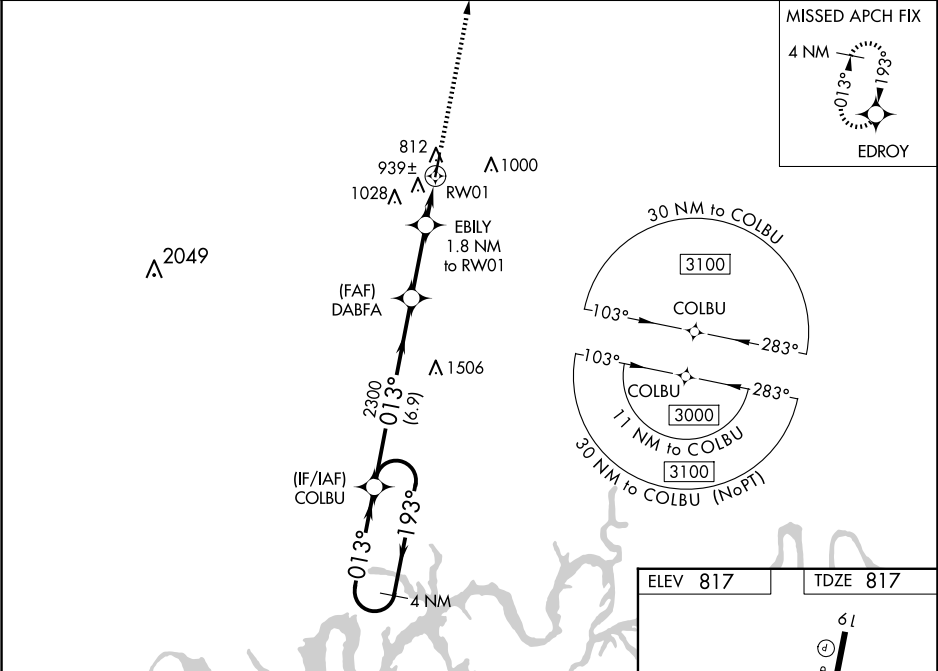 MISSED APCH FIX
4 NM
013°
193°
EDROY
812
939±
1028
1000
RW01
EBILY
1.8 NM
to RW01
2049
(FAF)
DABFA
1506
2300
013°
(6.9)
(IF/IAF)
COLBU
013°
193°
4 NM
30 NM to COLBU
3100
COLBU
103°
283°
103°
283°
COLBU
3000
11 NM to COLBU
3100
30 NM to COLBU (NoPT)
ELEV 817
TDZE 817
19
P